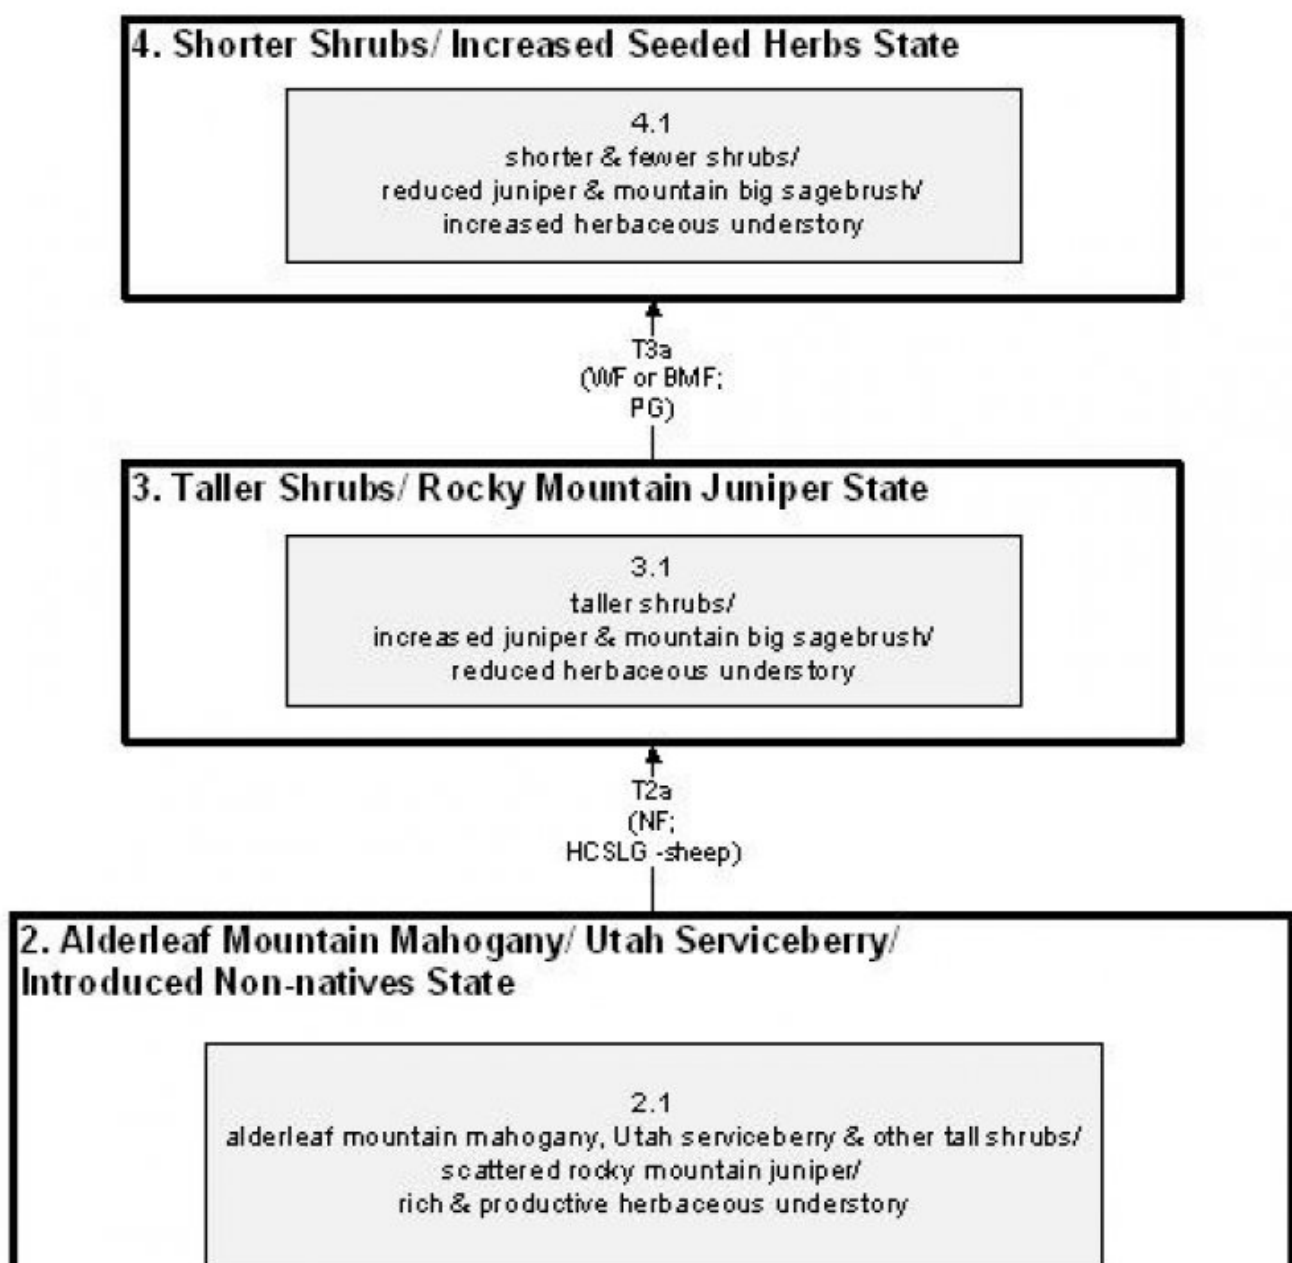 4. Shorter Shrubs/ Increased Seeded Herbs State
4.1
shorter & fewer shrubs/
reduced juniper & mountain big sagebrush/
increased herbaceous understory
T3a
(WF or BMF;
PG)
3. Taller Shrubs/ Rocky Mountain Juniper State
3.1
taller shrubs/
increased juniper & mountain big sagebrush/
reduced herbaceous understory
T2a
(NF;
HCSLG -sheep)
2. Alderleaf Mountain Mahogany/ Utah Serviceberry/
Introduced Non-natives State
2.1
alderleaf mountain mahogany, Utah serviceberry & other tall shrubs/
scattered rocky mountain juniper/
rich & productive herbaceous understory